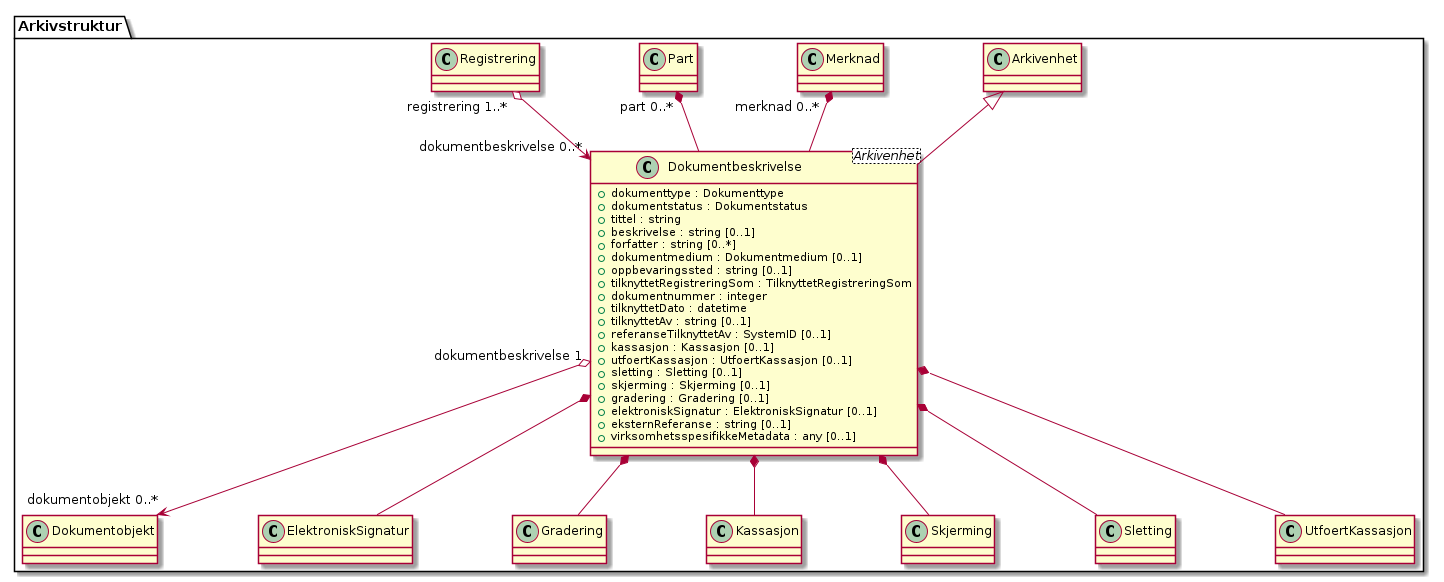 Arkivstruktur
C Registrering
C Part
C Merknad
C Arkivenhet
registrering 1..*
part 0..*
merknad 0..*
dokumentbeskrivelse 0..*
C Dokumentbeskrivelse
Arkivenhet
dokumenttype : Dokumenttype
dokumentstatus : Dokumentstatus
tittel : string
beskrivelse : string [0..1]
forfatter : string [0..*]
dokumentmedium : Dokumentmedium [0..1]
oppbevaringssted : string [0..1]
tilknyttetRegistreringSom : TilknyttetRegistreringSom
dokumentnummer : integer
tilknyttetDato : datetime
tilknyttetAv : string [0..1]
referanseTilknyttetAv : SystemID [0..1]
kassasjon : Kassasjon [0..1]
utfoertKassasjon : UtfoertKassasjon [0..1]
sletting : Sletting [0..1]
skjerming : Skjerming [0..1]
gradering : Gradering [0..1]
elektroniskSignatur : ElektroniskSignatur [0..1]
eksternReferanse : string [0..1]
virksomhetsspesifikkeMetadata : any [0..1]
dokumentbeskrivelse 1
dokumentobjekt 0..*
C Dokumentobjekt
C ElektroniskSignatur
C Gradering
C Kassasjon
C Skjerming
C Sletting
C UtfoertKassasjon